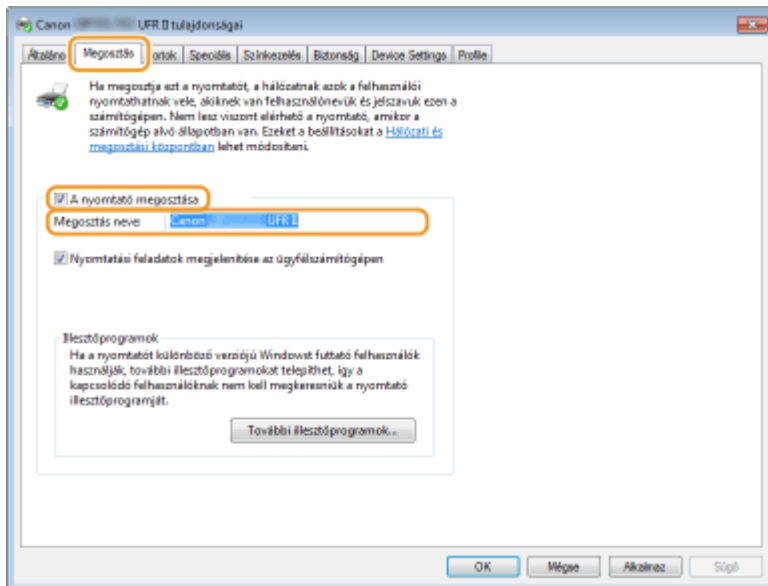 Canon UFR II tulajdonságai
Általáno Megosztás ortok Speciális Színkezelés Biztonság Device Settings Profile
Ha megosztja ezt a nyomtatót, a hálózatnak azok a felhasználói
nyomtathatnak vele, akiknek van felhasználónevük és jelszavuk ezen a
számítógépen. Nem lesz viszont elérhető a nyomtató, amikor a
számítógép alvó állapotban van. Ezeket a beállításokat a Hálózati és
megosztási központban lehet módosítani.
A nyomtató megosztása
Megosztás neve: Canon UFR II
Nyomtatási feladatok megjelenítése az ügyfélszámítógépen
Illesztőprogramok
Ha a nyomtatót különböző verziójú Windowst futtató felhasználók
használják, további illesztőprogramokat telepíthet, így a
kapcsolódó felhasználóknak nem kell megkeresniük a nyomtató
illesztőprogramját.
További illesztőprogramok...
OK Mégse Alkalmaz Súgó